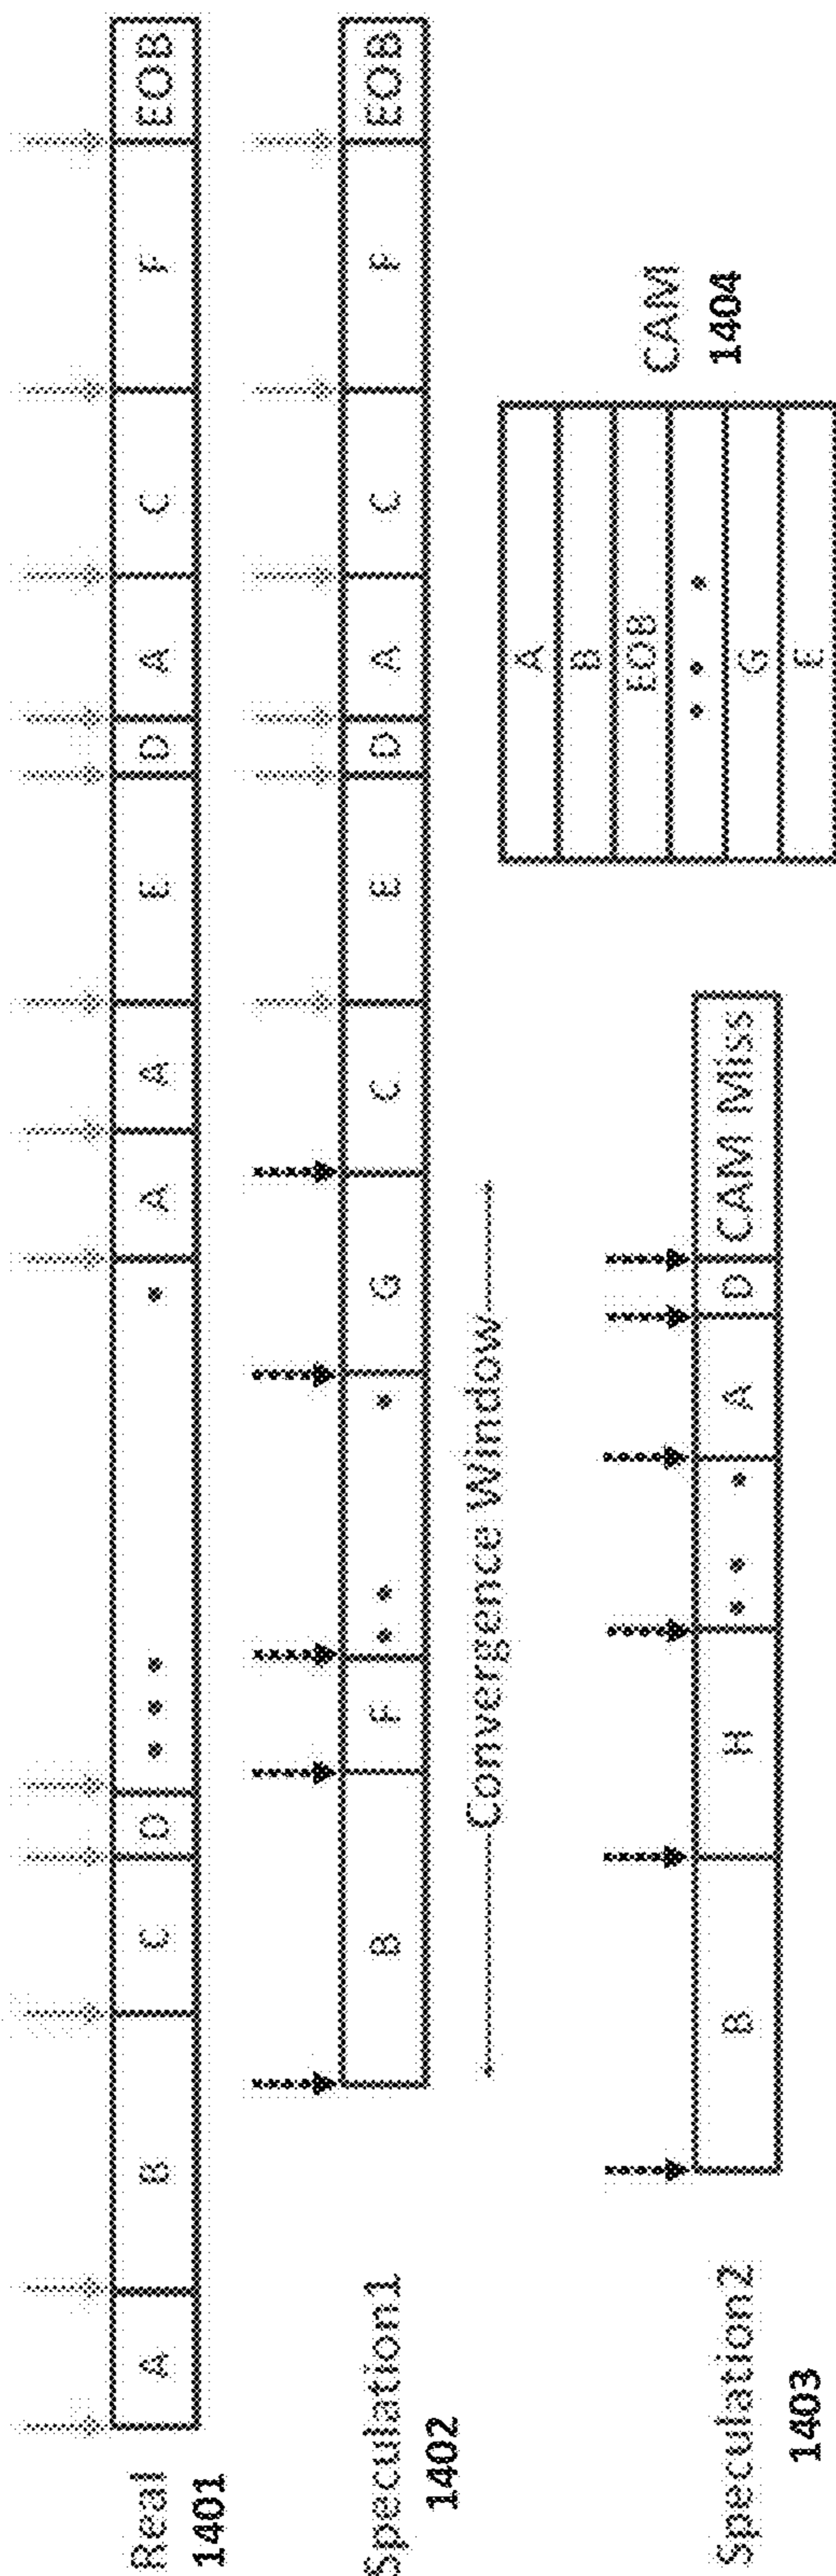 Real
1401
A B C D • • • • A A E D A C F EOB
Speculation1
1402
B F • • • G C E D A C F EOB
Convergence Window
Speculation2
1403
B H • • • A D CAM Miss
A
B
EOB
• • •
G
E
CAM
1404